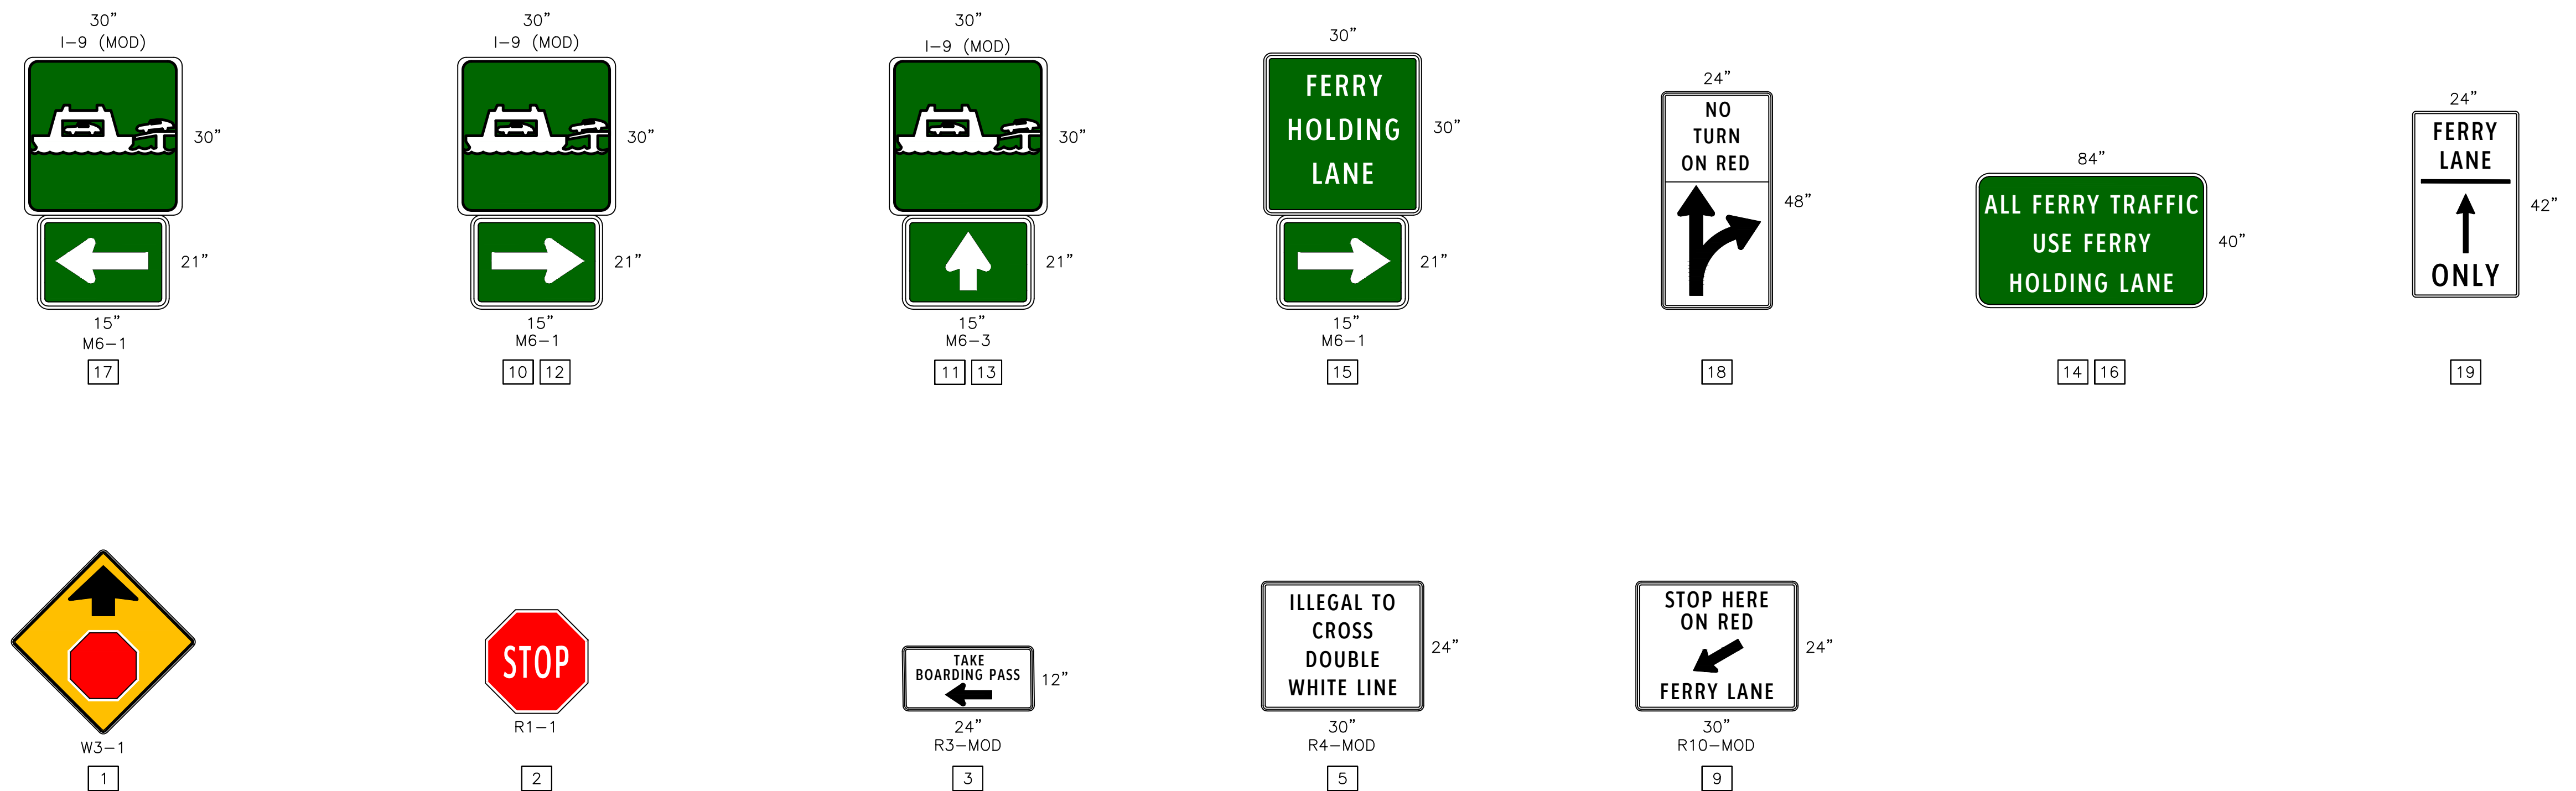 30”
I-9 (MOD)
30”
21”
15”
M6-1
17
30”
I-9 (MOD)
30”
21”
15”
M6-1
10 12
30”
I-9 (MOD)
30”
21”
15”
M6-3
11 13
30”
FERRY
HOLDING
LANE
30”
21”
15”
M6-1
15
24”
NO
TURN
ON RED
48”
18
84”
ALL FERRY TRAFFIC
USE FERRY
HOLDING LANE
40”
14 16
24”
FERRY
LANE
ONLY
42”
19
W3-1
1
STOP
R1-1
2
TAKE
BOARDING PASS
12”
24”
R3-MOD
3
ILLEGAL TO
CROSS
DOUBLE
WHITE LINE
24”
30”
R4-MOD
5
STOP HERE
ON RED
FERRY LANE
24”
30”
R10-MOD
9